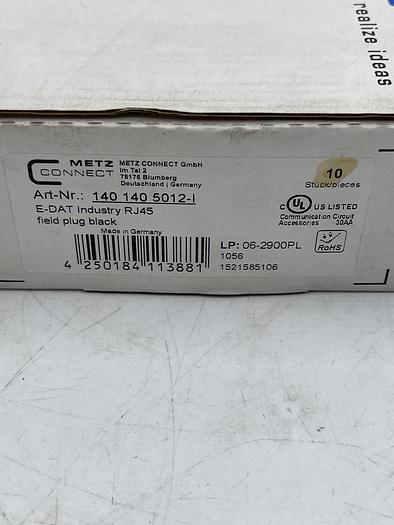 realize ideas
METZ CONNECT
METZ CONNECT GmbH
Im Tal 2
78176 Blumberg
Deutschland | Germany
10
Stück/pieces
Art-Nr.: 140 140 5012-I
E-DAT Industry RJ45
field plug black
Made in Germany
4 250184 113881
C UL US LISTED
Communication Circuit
Accessories 30AA
LP: 06-2900PL
1056
1521585106
RoHS